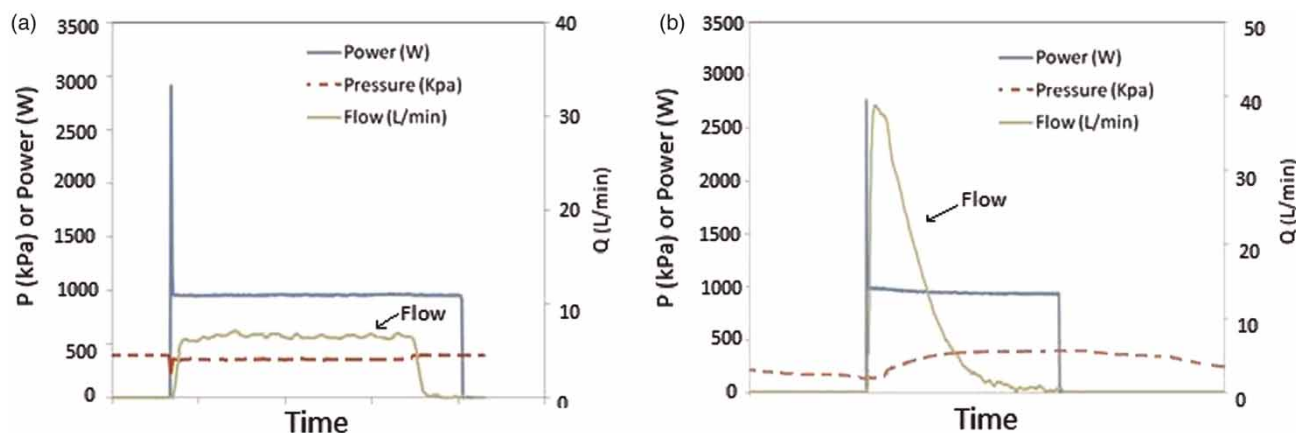 (a)
3500
3000
2500
2000
1500
1000
500
0
P (kPa) or Power (W)
Power (W)
Pressure (Kpa)
Flow (L/min)
Flow
40
30
20
10
0
Q (L/min)
Time
(b)
3500
3000
2500
2000
1500
1000
500
0
P (kPa) or Power (W)
Power (W)
Pressure (Kpa)
Flow (L/min)
Flow
50
40
30
20
10
0
Q (L/min)
Time